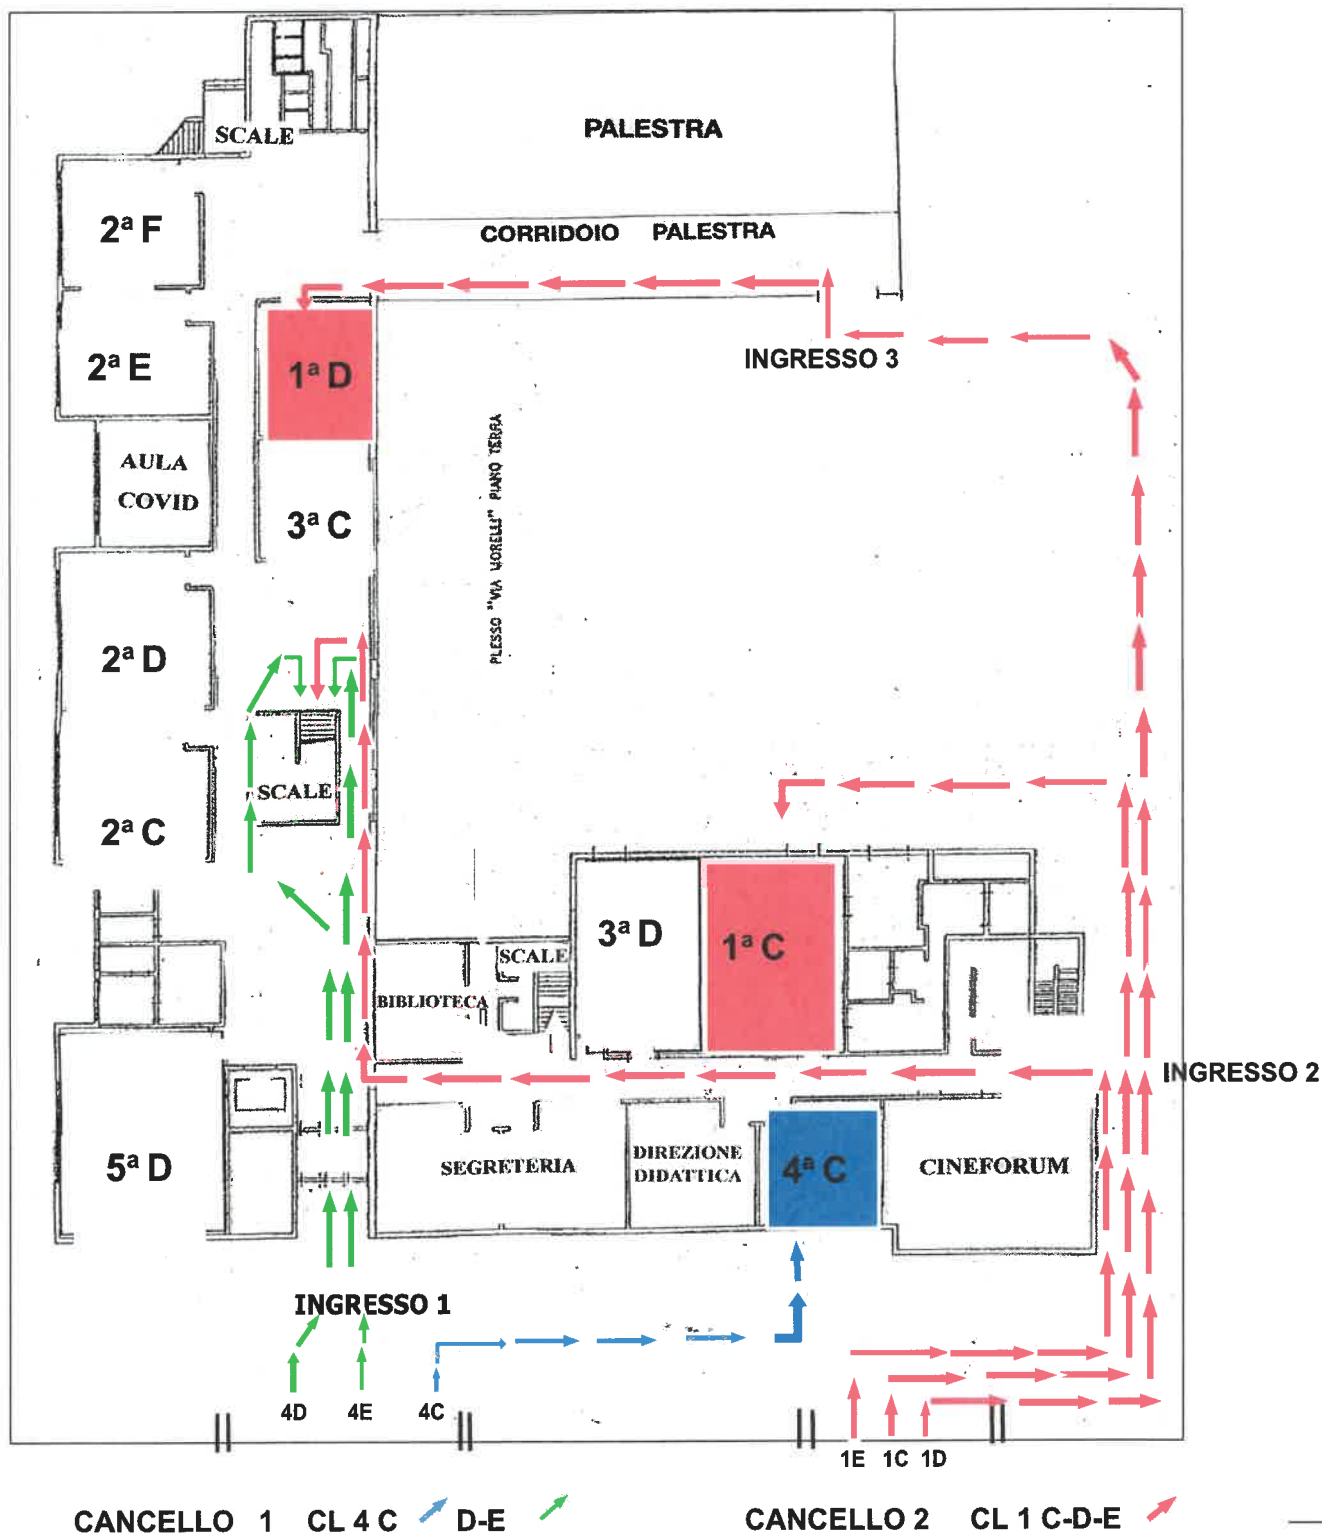 PALESTRA
SCALE
2ª F
CORRIDOIO PALESTRA
INGRESSO 3
2ª E
1ª D
AULA
COVID
3ª C
PLESSO "VIA MORELLI" PIANO TERRA
2ª D
SCALE
2ª C
3ª D
1ª C
SCALE
BIBLIOTECA
INGRESSO 2
5ª D
SEGRETERIA
DIREZIONE
DIDATTICA
4ª C
CINEFORUM
INGRESSO 1
4D 4E 4C
1E 1C 1D
CANCELLO 1 CL 4 C D-E CANCELLO 2 CL 1 C-D-E